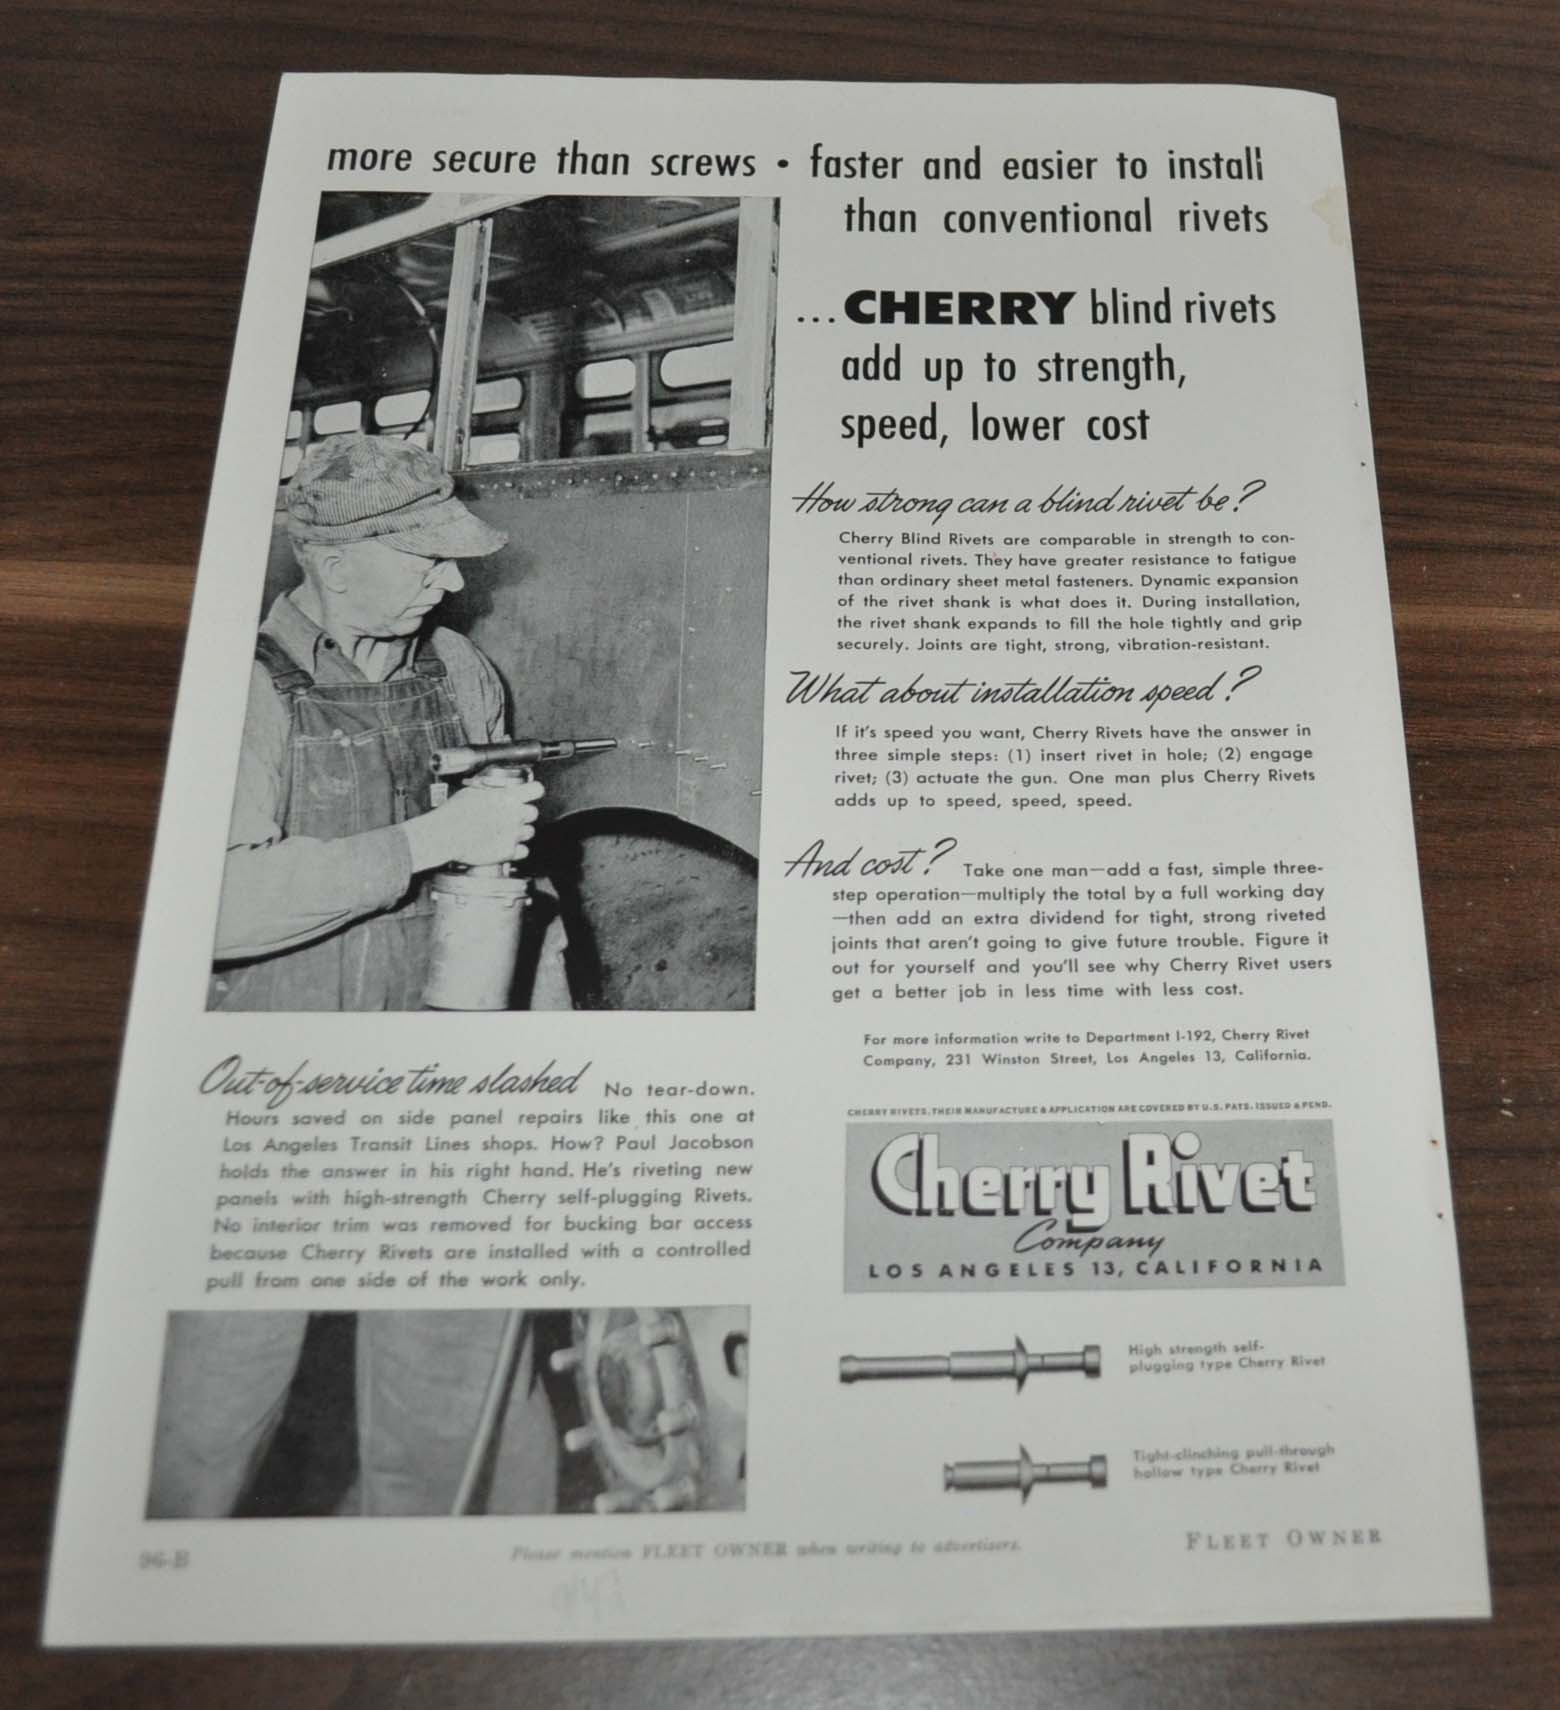 more secure than screws • faster and easier to install
than conventional rivets
...CHERRY blind rivets
add up to strength,
speed, lower cost
How strong can a blind rivet be?
Cherry Blind Rivets are comparable in strength to con-
ventional rivets. They have greater resistance to fatigue
than ordinary sheet metal fasteners. Dynamic expansion
of the rivet shank is what does it. During installation,
the rivet shank expands to fill the hole tightly and grip
securely. Joints are tight, strong, vibration-resistant.
What about installation speed?
If it's speed you want, Cherry Rivets have the answer in
three simple steps: (1) insert rivet in hole; (2) engage
rivet; (3) actuate the gun. One man plus Cherry Rivets
adds up to speed, speed, speed.
And cost? Take one man—add a fast, simple three-
step operation—multiply the total by a full working day
—then add an extra dividend for tight, strong riveted
joints that aren't going to give future trouble. Figure it
out for yourself and you'll see why Cherry Rivet users
get a better job in less time with less cost.
For more information write to Department I-192, Cherry Rivet
Company, 231 Winston Street, Los Angeles 13, California.
Out-of-service time slashed No tear-down.
Hours saved on side panel repairs like this one at
Los Angeles Transit Lines shops. How? Paul Jacobson
holds the answer in his right hand. He's riveting new
panels with high-strength Cherry self-plugging Rivets.
No interior trim was removed for bucking bar access
because Cherry Rivets are installed with a controlled
pull from one side of the work only.
CHERRY RIVETS, THEIR MANUFACTURE & APPLICATION ARE COVERED BY U.S. PATS. ISSUED & PEND.
Cherry Rivet
Company
LOS ANGELES 13, CALIFORNIA
High strength self-
plugging type Cherry Rivet
Tight-clinching pull-through
hollow type Cherry Rivet
96-B
Please mention FLEET OWNER when writing to advertisers.
FLEET OWNER